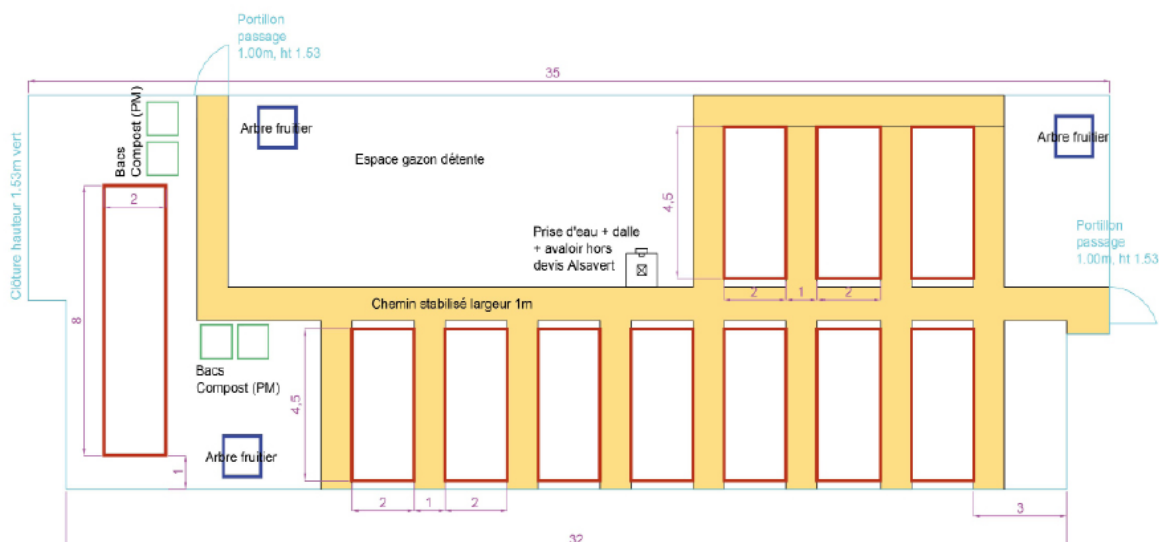 Portillon
passage
1.00m, ht 1.53
35
Bacs
Compost (PM)
Arbre fruitier
Arbre fruitier
Espace gazon détente
Clôture hauteur 1.53m vert
2
4,5
Prise d'eau + dalle
+ avaloir hors
devis Alsavert
Portillon
passage
1.00m, ht 1.53
8
2
1
2
Chemin stabilisé largeur 1m
Bacs
Compost (PM)
4,5
Arbre fruitier
1
2
1
2
3
32